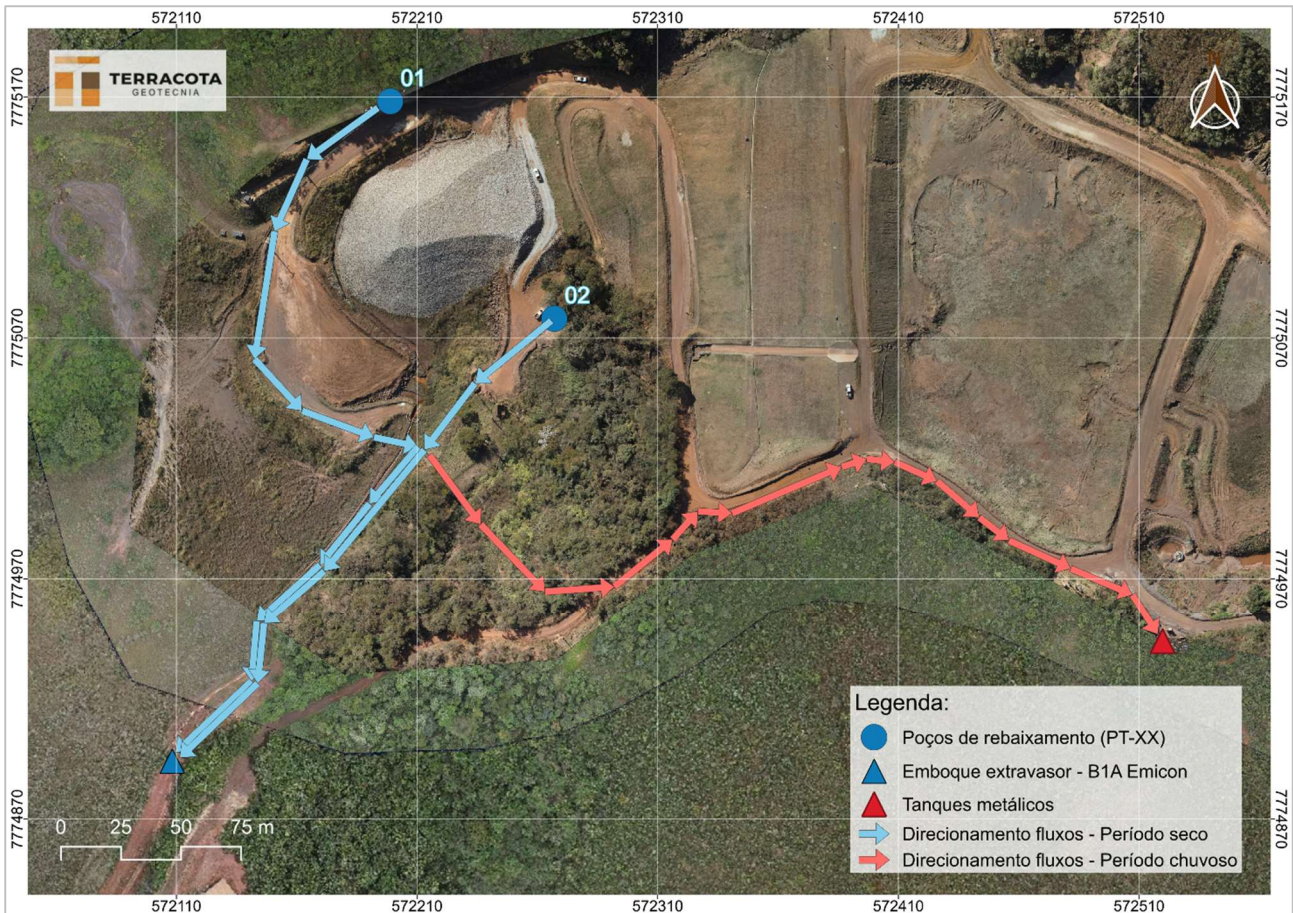 572110 572210 572310 572410 572510
TERRACOTA
GEOTECNIA
01
N
7775170
7775170
02
7775070
7775070
7774970
7774970
Legenda:
Poços de rebaixamento (PT-XX)
Emboque extravasor - B1A Emicon
Tanques metálicos
Direcionamento fluxos - Período seco
Direcionamento fluxos - Período chuvoso
7774870
7774870
0 25 50 75 m
572110 572210 572310 572410 572510